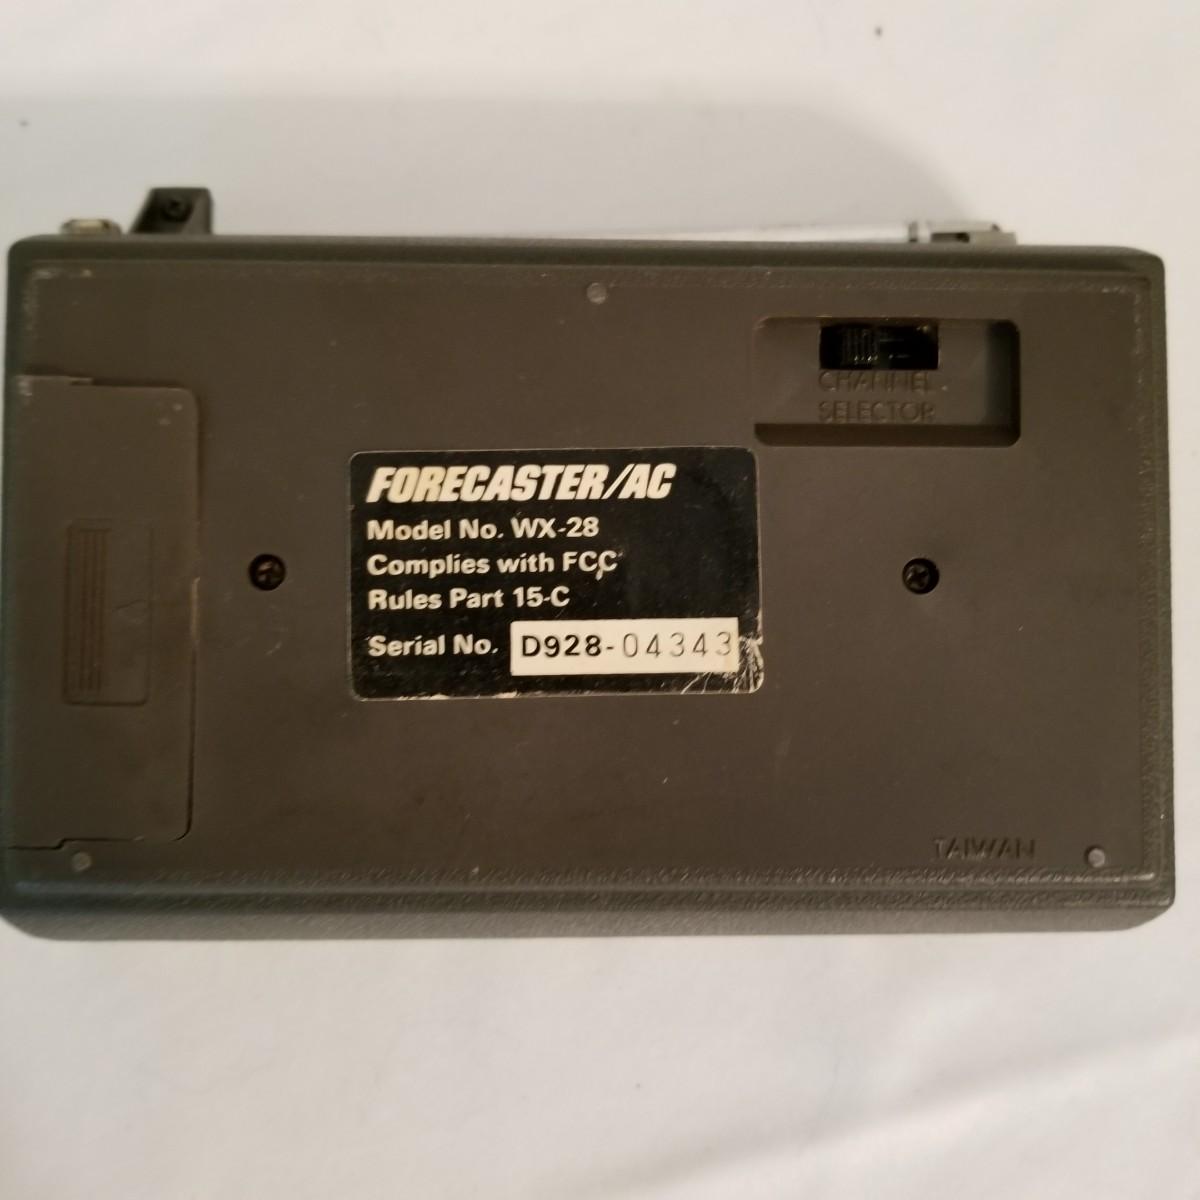 CHANNEL
SELECTOR
FORECASTER/AC
Model No. WX-28
Complies with FCC
Rules Part 15-C
Serial No. D928-04343
TAIWAN